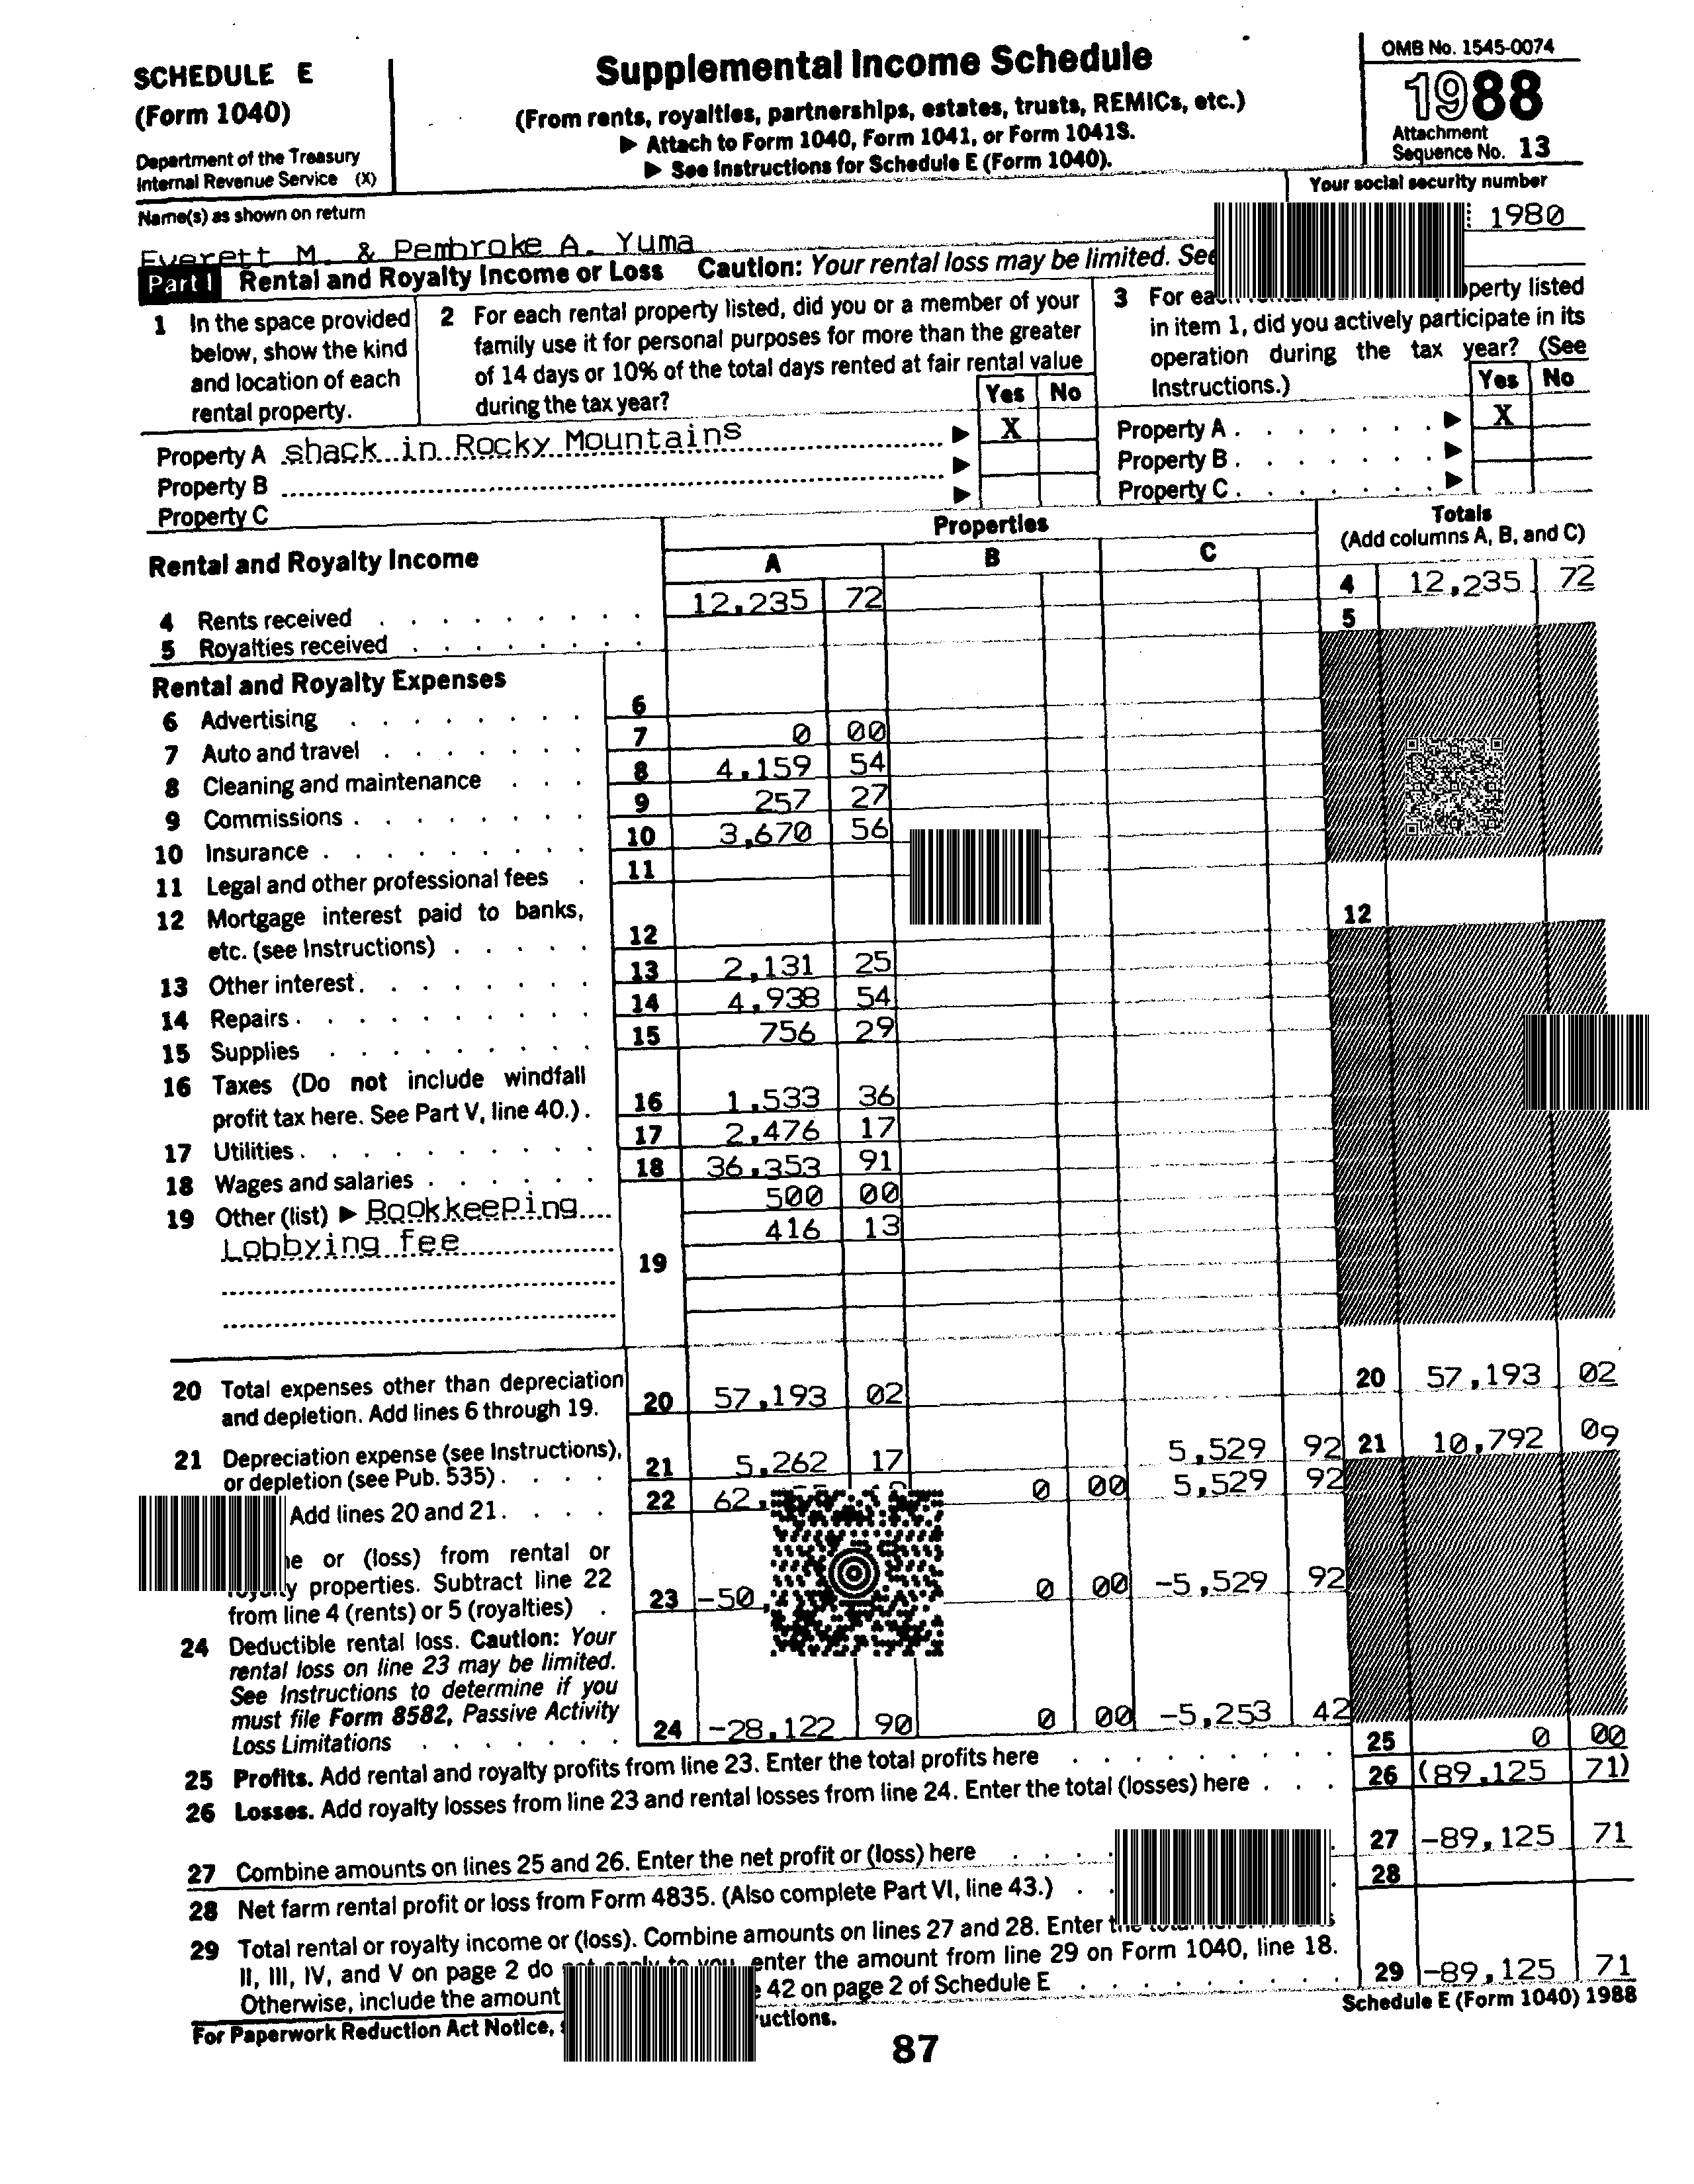 SCHEDULE E
(Form 1040)
Department of the Treasury
Internal Revenue Service (X)
Supplemental Income Schedule
(From rents, royalties, partnerships, estates, trusts, REMICs, etc.)
▶ Attach to Form 1040, Form 1041, or Form 1041S.
▶ See Instructions for Schedule E (Form 1040).
OMB No. 1545-0074
1988
Attachment
Sequence No. 13
Name(s) as shown on return
Your social security number
Everett M. & Pembroke A. Yuma
1980
Part I Rental and Royalty Income or Loss Caution: Your rental loss may be limited. See
1 In the space provided
below, show the kind
and location of each
rental property.
2 For each rental property listed, did you or a member of your
family use it for personal purposes for more than the greater
of 14 days or 10% of the total days rented at fair rental value
during the tax year?
Yes No
3 For listed
in item 1, did you actively participate in its
operation during the tax year? (See
Instructions.)
Yes No
Property A shack in Rocky Mountains ▶ X
Property B ▶
Property C ▶
Property A . . . . . . . ▶ X
Property B . . . . . . . ▶
Property C . . . . . . . ▶
Rental and Royalty Income
Properties
A B C
Totals
(Add columns A, B, and C)
4 Rents received 12,235 72 4 12,235 72
5 Royalties received 5
Rental and Royalty Expenses
6 Advertising 6
7 Auto and travel 7 0 00
8 Cleaning and maintenance 8 4,159 54
9 Commissions 9 257 27
10 Insurance 10 3,670 56
11 Legal and other professional fees 11
12 Mortgage interest paid to banks,
etc. (see Instructions) 12 12
13 Other interest 13 2,131 25
14 Repairs 14 4,938 54
15 Supplies 15 756 29
16 Taxes (Do not include windfall
profit tax here. See Part V, line 40.) 16 1,533 36
17 Utilities 17 2,476 17
18 Wages and salaries 18 36,353 91
19 Other (list) ▶ Bookkeeping 500 00
Lobbying fee 416 13
19
20 Total expenses other than depreciation
and depletion. Add lines 6 through 19. 20 57,193 02 20 57,193 02
21 Depreciation expense (see Instructions),
or depletion (see Pub. 535) 21 5,262 17 5,529 92 21 10,792 09
Add lines 20 and 21 22 62, 0 00 5,529 92
or (loss) from rental or
properties. Subtract line 22
from line 4 (rents) or 5 (royalties) 23 -50, 0 00 -5,529 92
24 Deductible rental loss. Caution: Your
rental loss on line 23 may be limited.
See Instructions to determine if you
must file Form 8582, Passive Activity
Loss Limitations 24 -28,122 90 0 00 -5,253 42
25 Profits. Add rental and royalty profits from line 23. Enter the total profits here 25 0 00
26 Losses. Add royalty losses from line 23 and rental losses from line 24. Enter the total (losses) here 26 (89,125 71)
27 Combine amounts on lines 25 and 26. Enter the net profit or (loss) here 27 -89,125 71
28 Net farm rental profit or loss from Form 4835. (Also complete Part VI, line 43.) 28
29 Total rental or royalty income or (loss). Combine amounts on lines 27 and 28. Enter
II, III, IV, and V on page 2 do enter the amount from line 29 on Form 1040, line 18.
Otherwise, include the amount 42 on page 2 of Schedule E 29 -89,125 71
For Paperwork Reduction Act Notice,
87
Schedule E (Form 1040) 1988